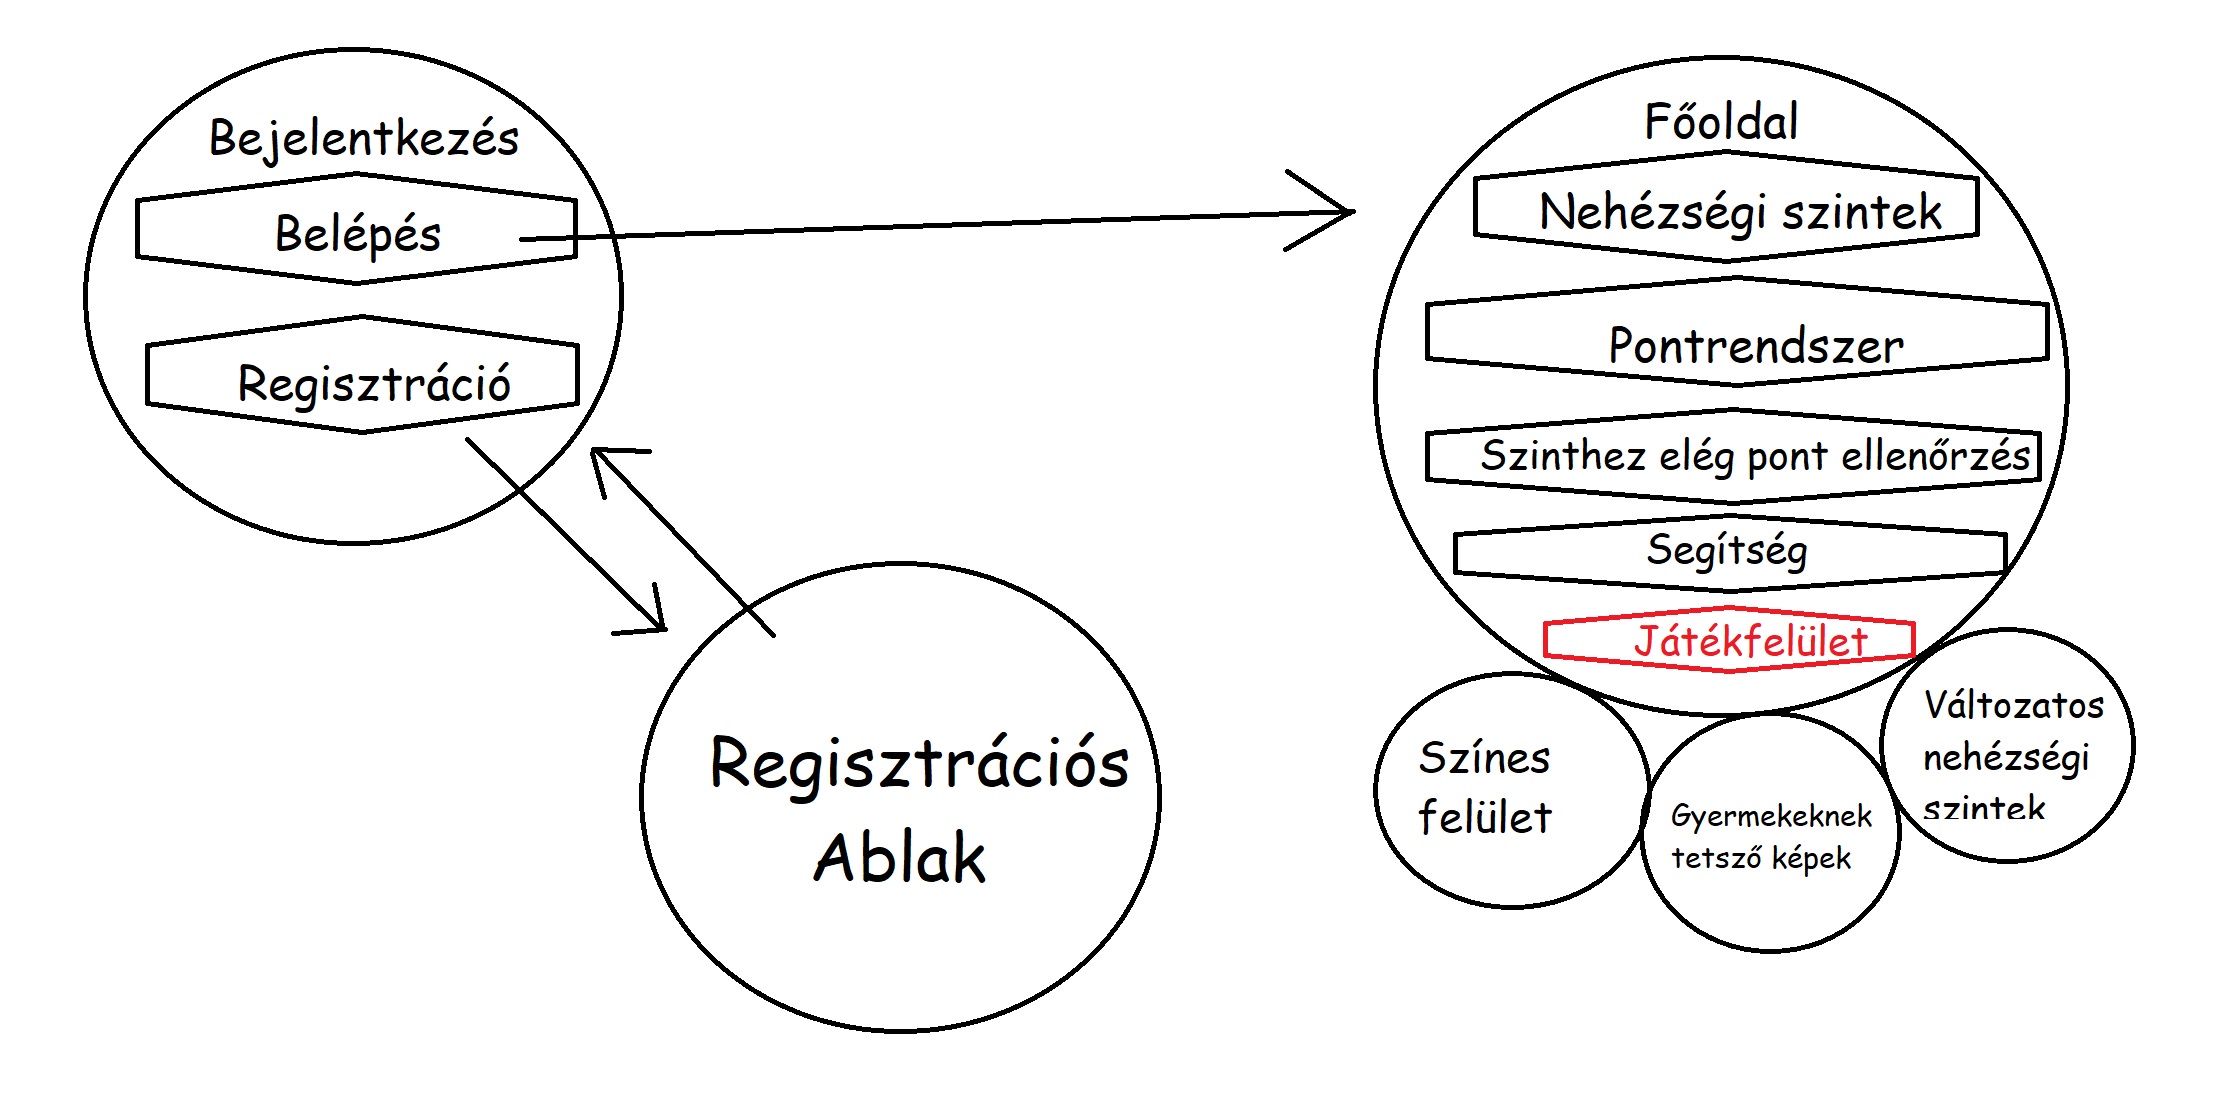 Bejelentkezés
Belépés
Regisztráció
Regisztrációs
Ablak
Főoldal
Nehézségi szintek
Pontrendszer
Szinthez elég pont ellenőrzés
Segítség
Játékfelület
Színes
felület
Gyermekeknek
tetsző képek
Változatos
nehézségi
szintek